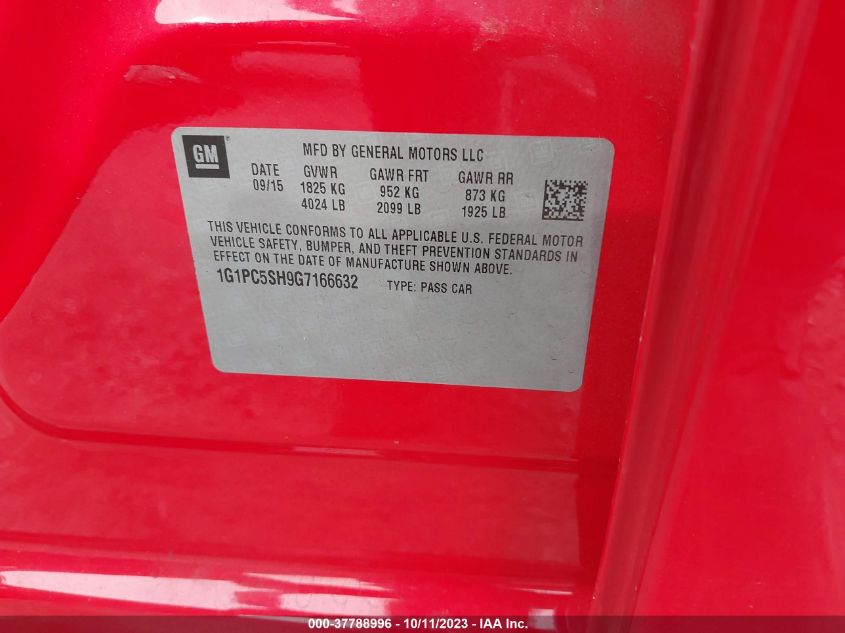 GM
MFD BY GENERAL MOTORS LLC
DATE GVWR GAWR FRT GAWR RR
09/15 1825 KG 952 KG 873 KG
4024 LB 2099 LB 1925 LB
THIS VEHICLE CONFORMS TO ALL APPLICABLE U.S. FEDERAL MOTOR
VEHICLE SAFETY, BUMPER, AND THEFT PREVENTION STANDARDS IN
EFFECT ON THE DATE OF MANUFACTURE SHOWN ABOVE.
1G1PC5SH9G7166632 TYPE: PASS CAR
000-37788996 - 10/11/2023 - IAA Inc.